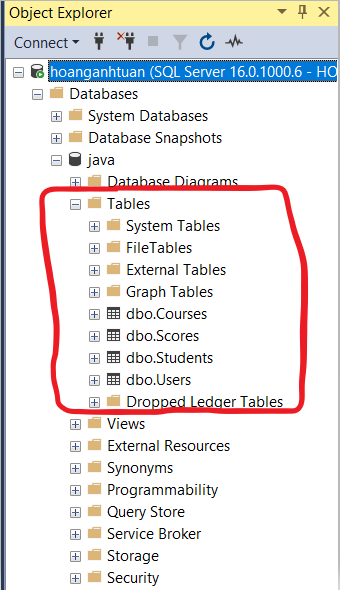 Object Explorer
Connect
hoanganhtuan (SQL Server 16.0.1000.6 - HO
Databases
System Databases
Database Snapshots
java
Database Diagrams
Tables
System Tables
FileTables
External Tables
Graph Tables
dbo.Courses
dbo.Scores
dbo.Students
dbo.Users
Dropped Ledger Tables
Views
External Resources
Synonyms
Programmability
Query Store
Service Broker
Storage
Security